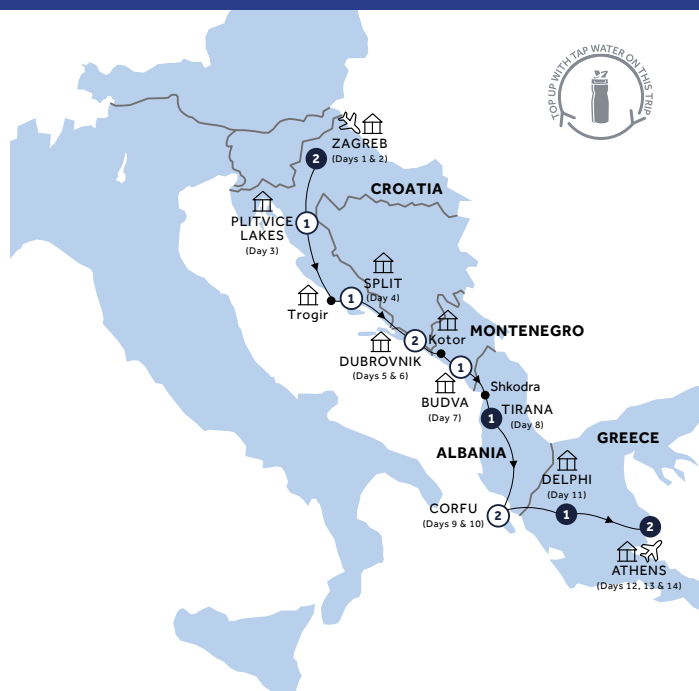 TOP UP WITH TAP WATER ON THIS TRIP
ZAGREB
2
(Days 1 & 2)
CROATIA
PLITVICE
1
LAKES
(Day 3)
SPLIT
1
(Day 4)
Trogir
Kotor
MONTENEGRO
2
DUBROVNIK
(Days 5 & 6)
1
BUDVA
(Day 7)
Shkodra
1
TIRANA
(Day 8)
GREECE
ALBANIA
DELPHI
(Day 11)
CORFU
2
(Days 9 & 10)
1
2
ATHENS
(Days 12, 13 & 14)